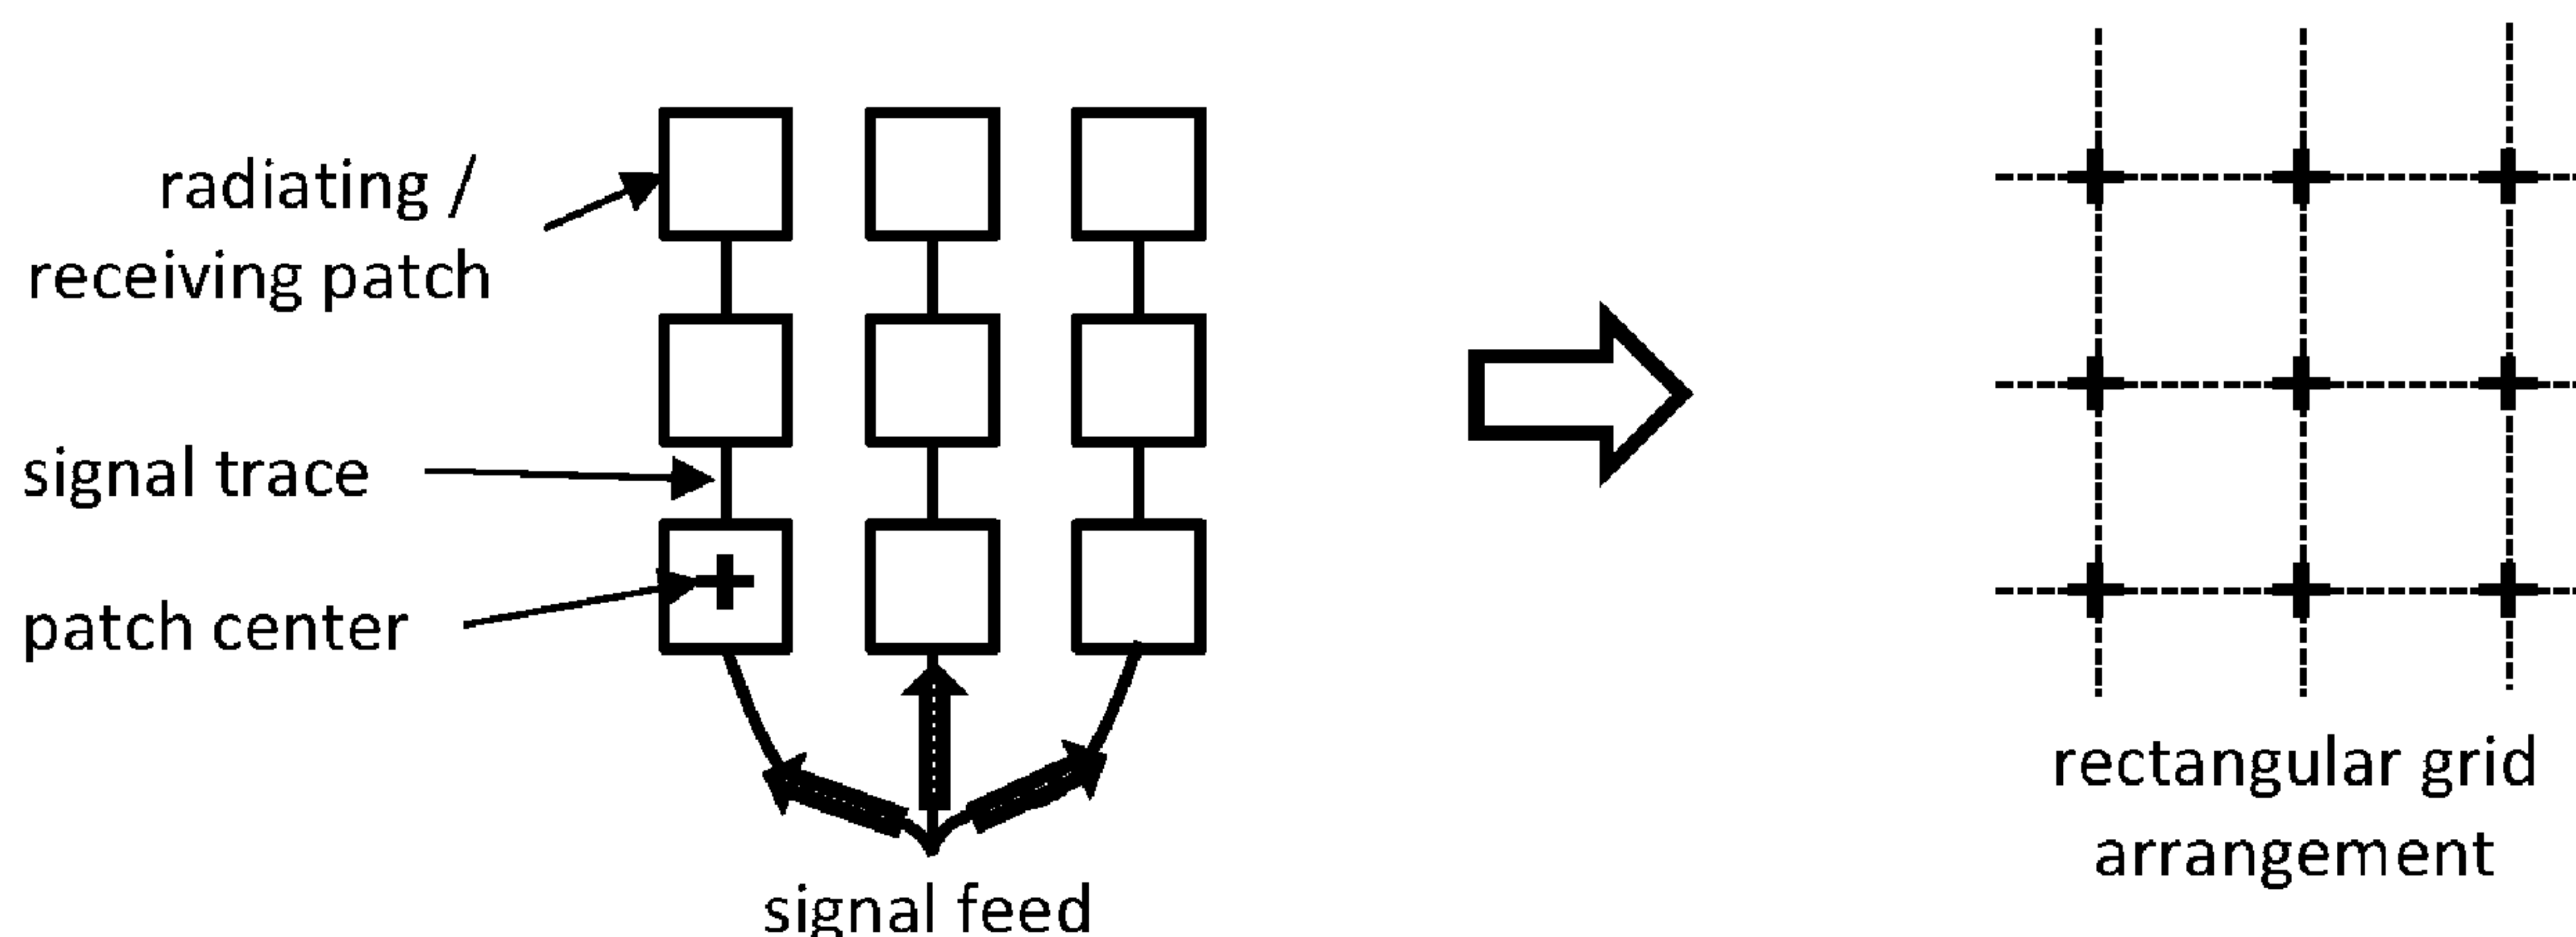 radiating /
receiving patch
signal trace
patch center
signal feed
rectangular grid
arrangement